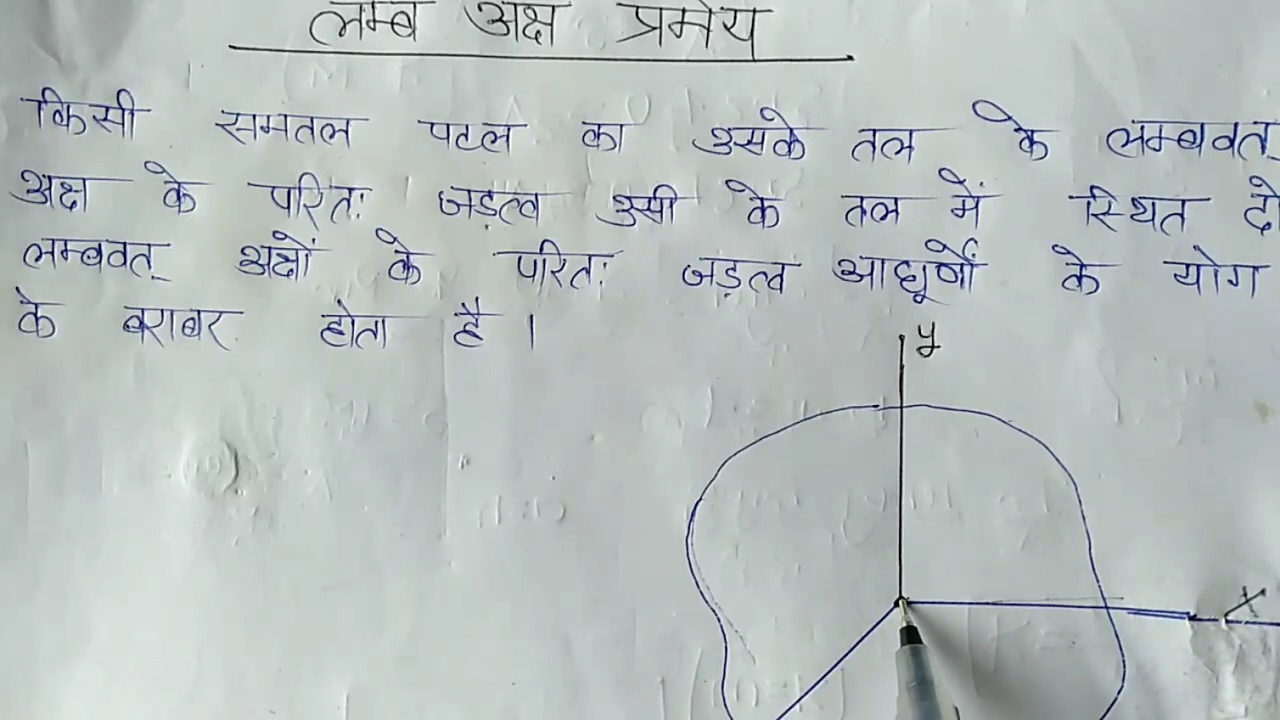 लम्ब अक्ष प्रमेय
किसी समतल पटल का उसके तल के लम्बवत्
अक्ष के परितः जड़त्व उसी के तल में स्थित दो
लम्बवत् अक्षों के परितः जड़त्व आघूर्णों के योग
के बराबर होता है ।
y
X